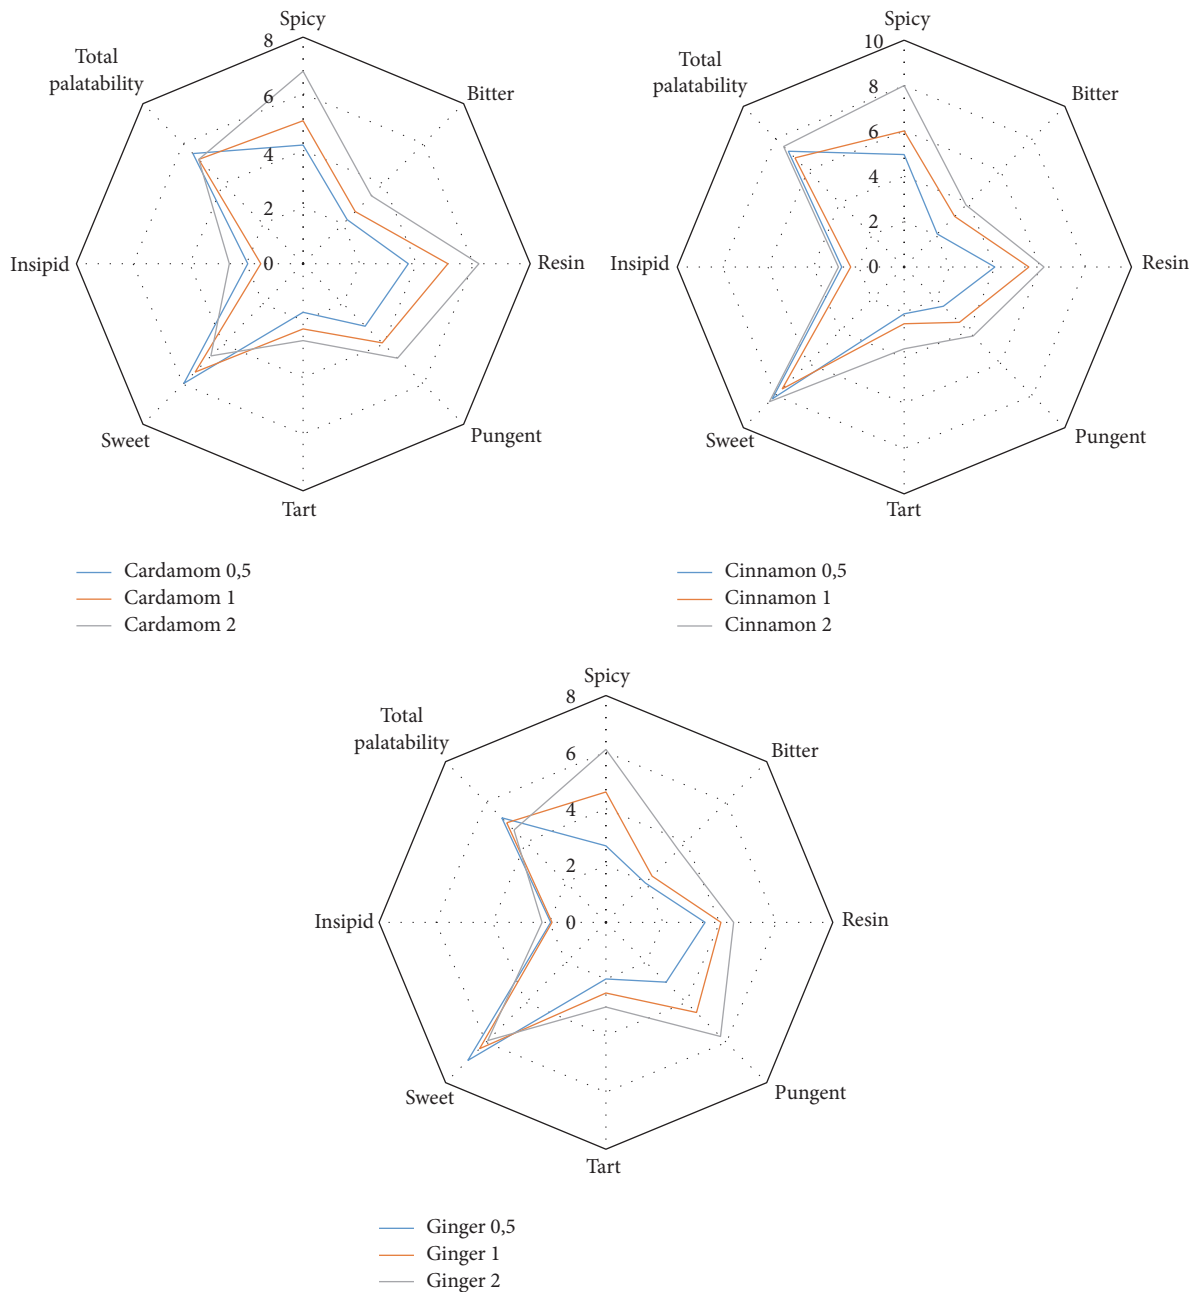 Spicy
8
Total
palatability
Bitter
6
4
2
Insipid
0
Resin
Sweet
Pungent
Tart
Cardamom 0,5
Cardamom 1
Cardamom 2
Spicy
10
Total
palatability
Bitter
8
6
4
2
Insipid
0
Resin
Sweet
Pungent
Tart
Cinnamon 0,5
Cinnamon 1
Cinnamon 2
Spicy
8
Total
palatability
Bitter
6
4
2
Insipid
0
Resin
Sweet
Pungent
Tart
Ginger 0,5
Ginger 1
Ginger 2